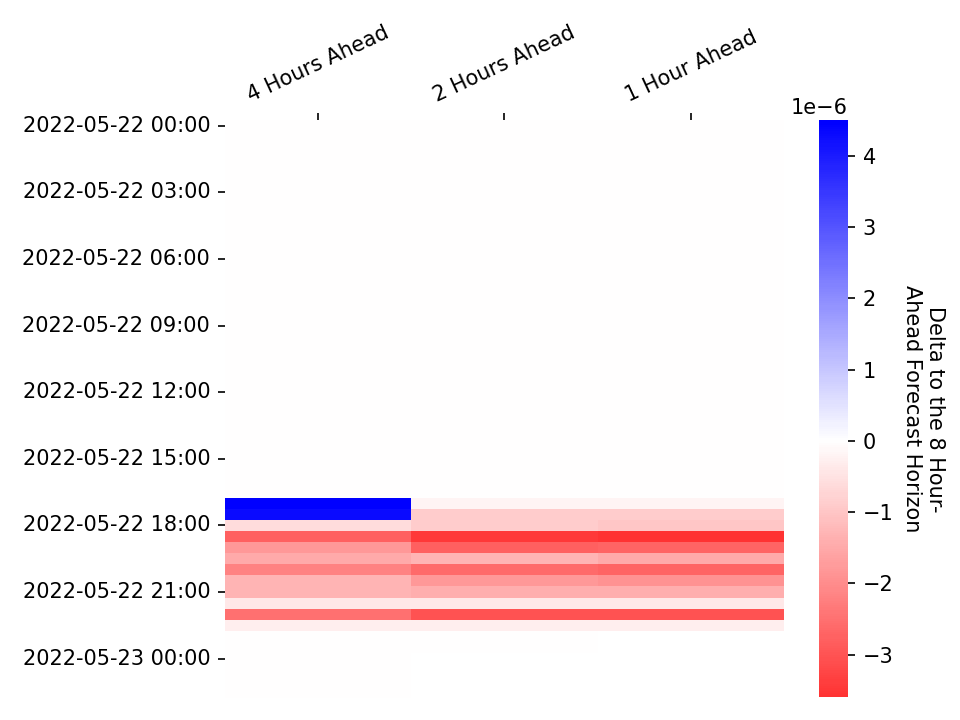 4 Hours Ahead
2 Hours Ahead
1 Hour Ahead
1e−6
2022-05-22 00:00
2022-05-22 03:00
2022-05-22 06:00
2022-05-22 09:00
2022-05-22 12:00
2022-05-22 15:00
2022-05-22 18:00
2022-05-22 21:00
2022-05-23 00:00
4
3
2
1
0
−1
−2
−3
Delta to the 8 Hour-
Ahead Forecast Horizon